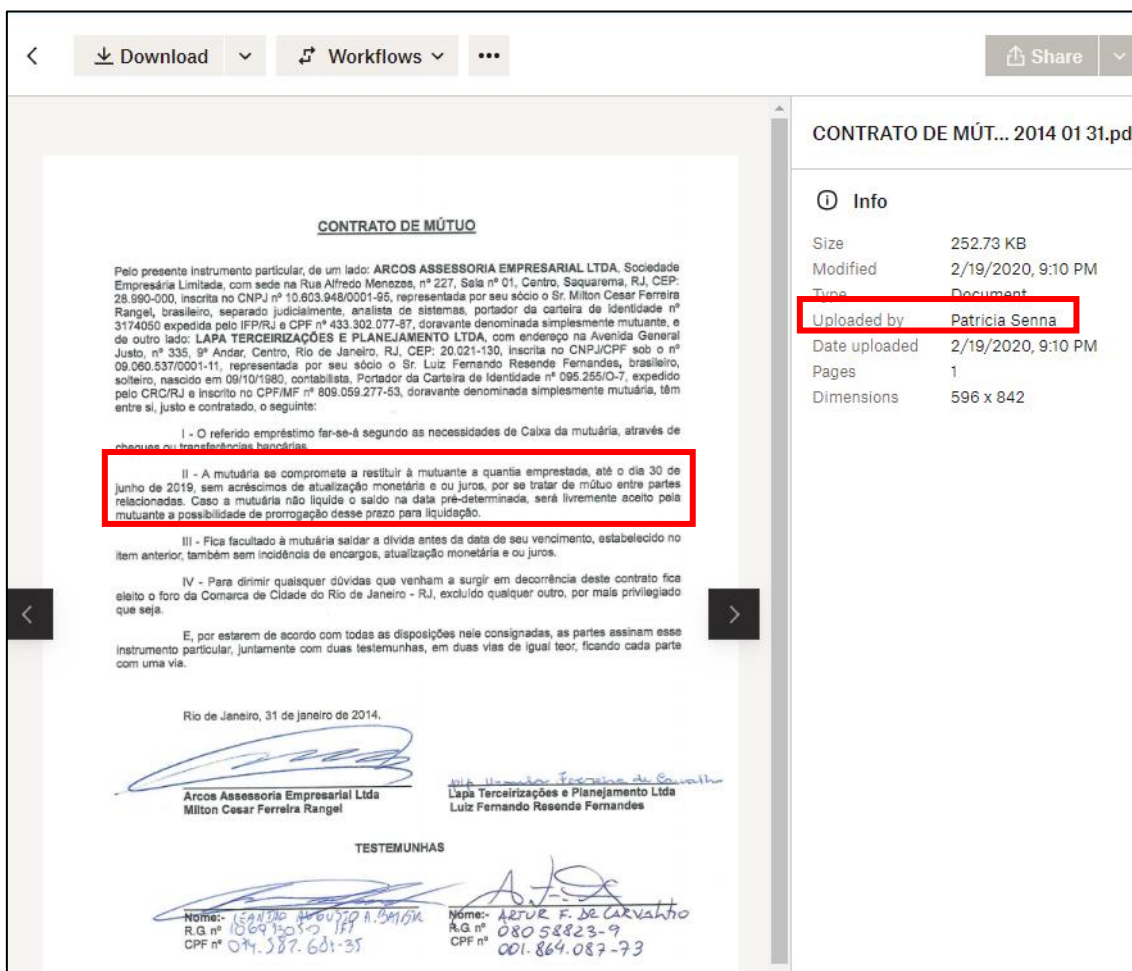 Download
Workflows
•••
Share
CONTRATO DE MÚT... 2014 01 31.pd
Info
Size 252.73 KB
Modified 2/19/2020, 9:10 PM
Type Document
Uploaded by Patricia Senna
Date uploaded 2/19/2020, 9:10 PM
Pages 1
Dimensions 596 x 842
CONTRATO DE MÚTUO
Pelo presente instrumento particular, de um lado: ARCOS ASSESSORIA EMPRESARIAL LTDA, Sociedade
Empresária Limitada, com sede na Rua Alfredo Menezes, nº 227, Sala nº 01, Centro, Saquarema, RJ, CEP:
28.990-000, inscrita no CNPJ nº 10.603.948/0001-95, representada por seu sócio o Sr. Milton Cesar Ferreira
Rangel, brasileiro, separado judicialmente, analista de sistemas, portador da carteira de identidade nº
3174050 expedida pelo IFP/RJ e CPF nº 433.302.077-87, doravante denominada simplesmente mutuante, e
de outro lado: LAPA TERCEIRIZAÇÕES E PLANEJAMENTO LTDA, com endereço na Avenida General
Justo, nº 335, 9º Andar, Centro, Rio de Janeiro, RJ, CEP: 20.021-130, inscrita no CNPJ/CPF sob o nº
09.060.537/0001-11, representada por seu sócio o Sr. Luiz Fernando Resende Fernandes, brasileiro,
solteiro, nascido em 09/10/1980, contabilista, Portador da Carteira de Identidade nº 095.255/O-7, expedido
pelo CRC/RJ e inscrito no CPF/MF nº 809.059.277-53, doravante denominada simplesmente mutuária, têm
entre si, justo e contratado, o seguinte:
I - O referido empréstimo far-se-á segundo as necessidades de Caixa da mutuária, através de
cheques ou transferências bancárias.
II - A mutuária se compromete a restituir à mutuante a quantia emprestada, até o dia 30 de
junho de 2019, sem acréscimos de atualização monetária e ou juros, por se tratar de mútuo entre partes
relacionadas. Caso a mutuária não liquide o saldo na data pré-determinada, será livremente aceito pela
mutuante a possibilidade de prorrogação desse prazo para liquidação.
III - Fica facultado à mutuária saldar a dívida antes da data de seu vencimento, estabelecido no
item anterior, também sem incidência de encargos, atualização monetária e ou juros.
IV - Para dirimir quaisquer dúvidas que venham a surgir em decorrência deste contrato fica
eleito o foro da Comarca de Cidade do Rio de Janeiro - RJ, excluído qualquer outro, por mais privilegiado
que seja.
E, por estarem de acordo com todas as disposições nele consignadas, as partes assinam esse
instrumento particular, juntamente com duas testemunhas, em duas vias de igual teor, ficando cada parte
com uma via.
Rio de Janeiro, 31 de janeiro de 2014.
Ferreira de Carvalho
Arcos Assessoria Empresarial Ltda
Milton Cesar Ferreira Rangel
Lapa Terceirizações e Planejamento Ltda
Luiz Fernando Resende Fernandes
TESTEMUNHAS
Nome:- LEANDRO AUGUSTO A.
R.G. nº
CPF nº
Nome:- ARTUR F. DE CARVALHO
R.G. nº 08058823-9
CPF nº 001.864.087-73